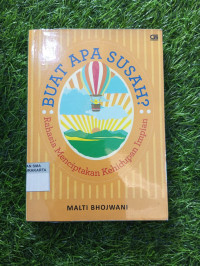 BUAT APA SUSAH?
Rahasia Menciptakan Kehidupan Impian
MALTI BHOJWANI